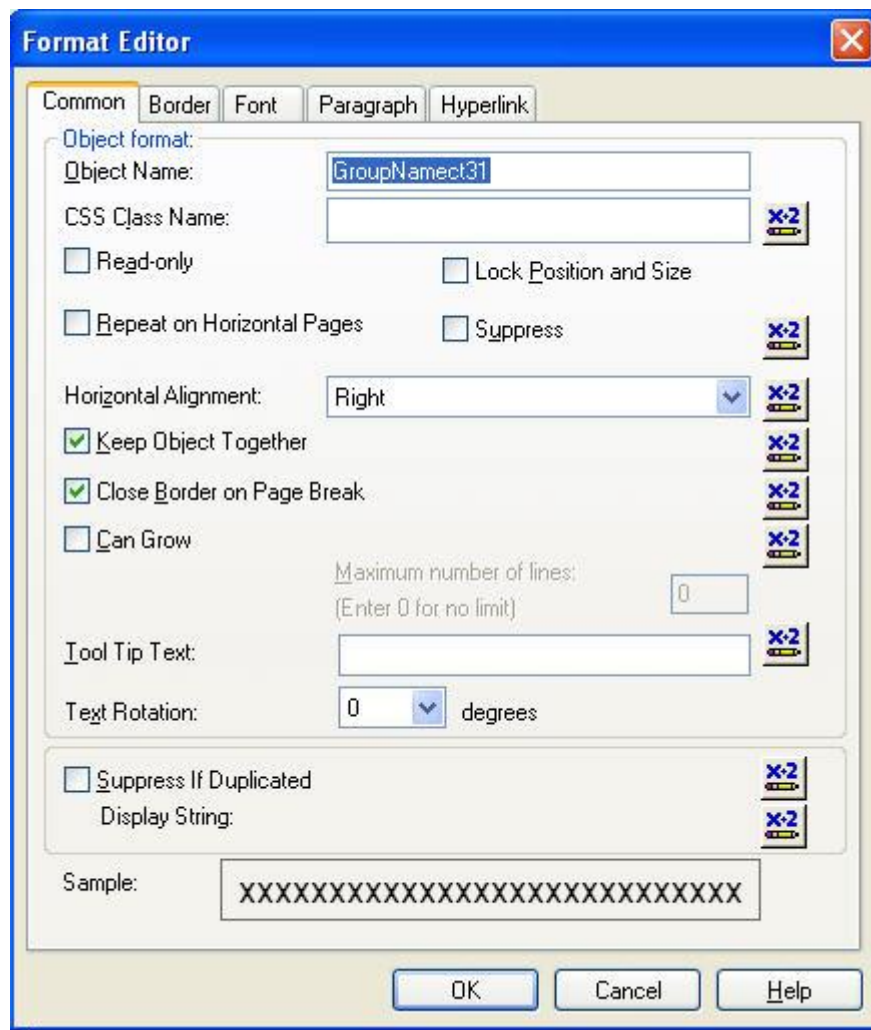 Format Editor
Common Border Font Paragraph Hyperlink
Object format:
Object Name: GroupNamect31
CSS Class Name: X+2
Read-only Lock Position and Size
Repeat on Horizontal Pages Suppress X+2
Horizontal Alignment: Right X+2
Keep Object Together X+2
Close Border on Page Break X+2
Can Grow X+2
Maximum number of lines:
(Enter 0 for no limit) 0
Tool Tip Text: X+2
Text Rotation: 0 degrees
Suppress If Duplicated X+2
Display String: X+2
Sample: XXXXXXXXXXXXXXXXXXXXXXXXXXXX
OK Cancel Help